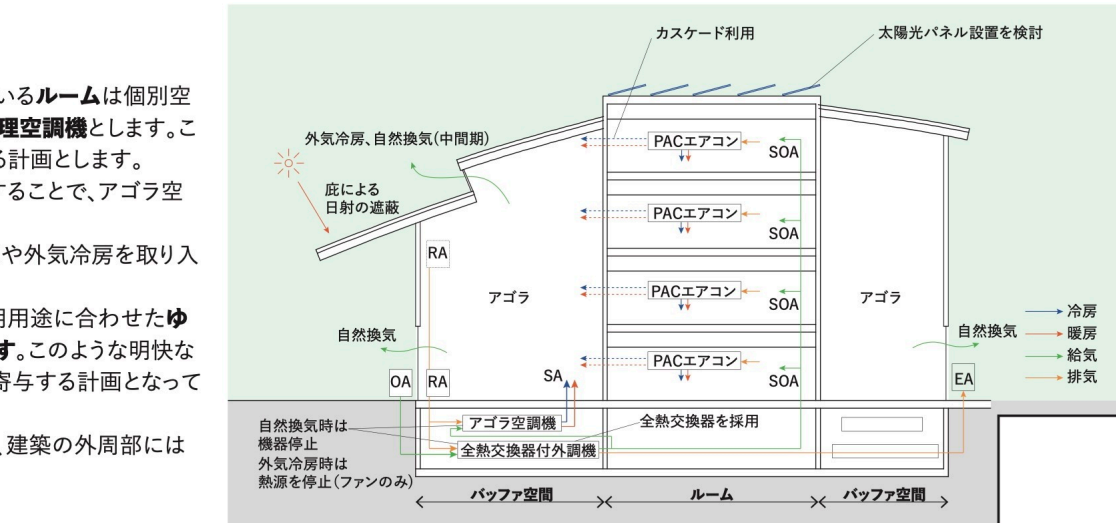 いるルームは個別空
理空調機とします。こ
る計画とします。
することで、アゴラ空
や外気冷房を取り入
用用途に合わせたゆ
す。このような明快な
寄与する計画となって
、建築の外周部には
カスケード利用
太陽光パネル設置を検討
外気冷房、自然換気(中間期)
庇による
日射の遮蔽
PACエアコン
SOA
PACエアコン
SOA
PACエアコン
SOA
PACエアコン
SOA
RA
アゴラ
アゴラ
自然換気
自然換気
冷房
暖房
給気
排気
OA
RA
SA
EA
アゴラ空調機
全熱交換器を採用
全熱交換器付外調機
自然換気時は
機器停止
外気冷房時は
熱源を停止(ファンのみ)
バッファ空間
ルーム
バッファ空間